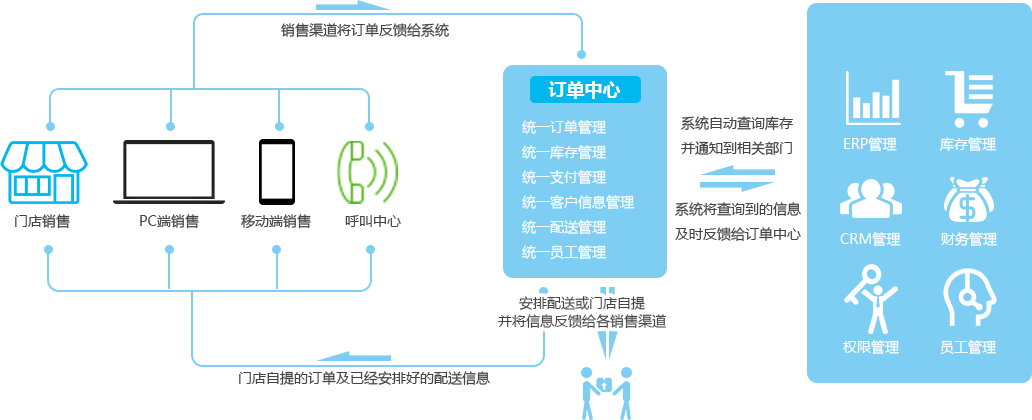 销售渠道将订单反馈给系统
门店销售
PC端销售
移动端销售
呼叫中心
订单中心
统一订单管理
统一库存管理
统一支付管理
统一客户信息管理
统一配送管理
统一员工管理
系统自动查询库存
并通知到相关部门
系统将查询到的信息
及时反馈给订单中心
ERP管理
库存管理
CRM管理
财务管理
权限管理
员工管理
安排配送或门店自提
并将信息反馈给各销售渠道
门店自提的订单及已经安排好的配送信息